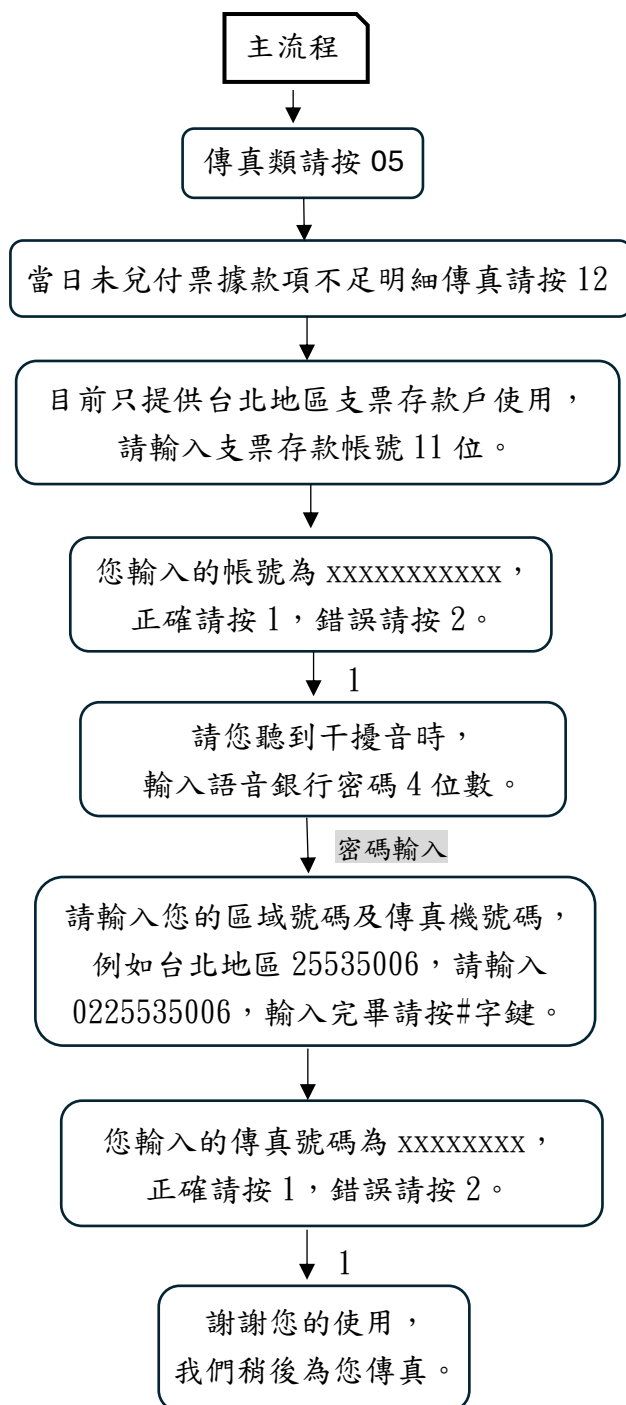 主流程
傳真類請按 05
當日未兌付票據款項不足明細傳真請按 12
目前只提供台北地區支票存款戶使用，
請輸入支票存款帳號 11 位。
您輸入的帳號為 xxxxxxxxxxx，
正確請按 1，錯誤請按 2。
1
請您聽到干擾音時，
輸入語音銀行密碼 4 位數。
密碼輸入
請輸入您的區域號碼及傳真機號碼，
例如台北地區 25535006，請輸入
0225535006，輸入完畢請按#字鍵。
您輸入的傳真號碼為 xxxxxxxx，
正確請按 1，錯誤請按 2。
1
謝謝您的使用，
我們稍後為您傳真。